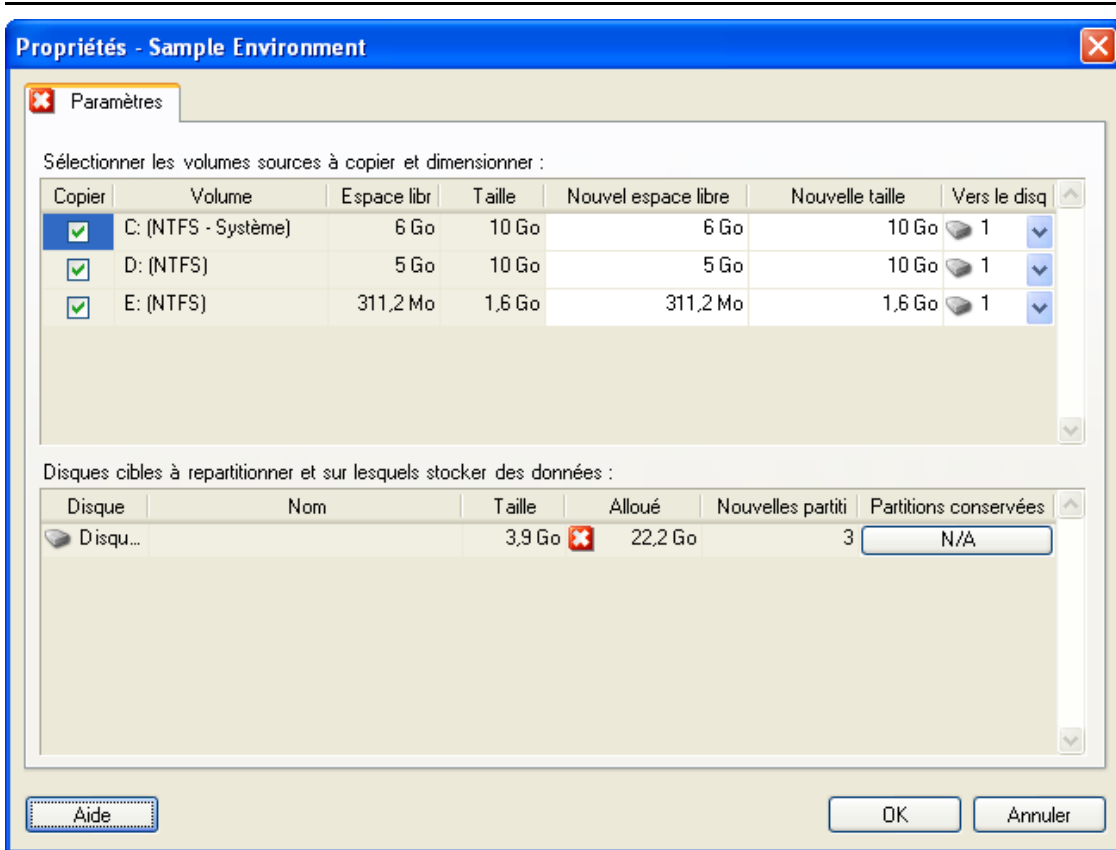 Propriétés - Sample Environment
Paramètres
Sélectionner les volumes sources à copier et dimensionner :
Copier Volume Espace libr Taille Nouvel espace libre Nouvelle taille Vers le disq
C: (NTFS - Système) 6 Go 10 Go 6 Go 10 Go 1
D: (NTFS) 5 Go 10 Go 5 Go 10 Go 1
E: (NTFS) 311,2 Mo 1,6 Go 311,2 Mo 1,6 Go 1
Disques cibles à repartitionner et sur lesquels stocker des données :
Disque Nom Taille Alloué Nouvelles partiti Partitions conservées
Disqu... 3,9 Go 22,2 Go 3 N/A
Aide OK Annuler